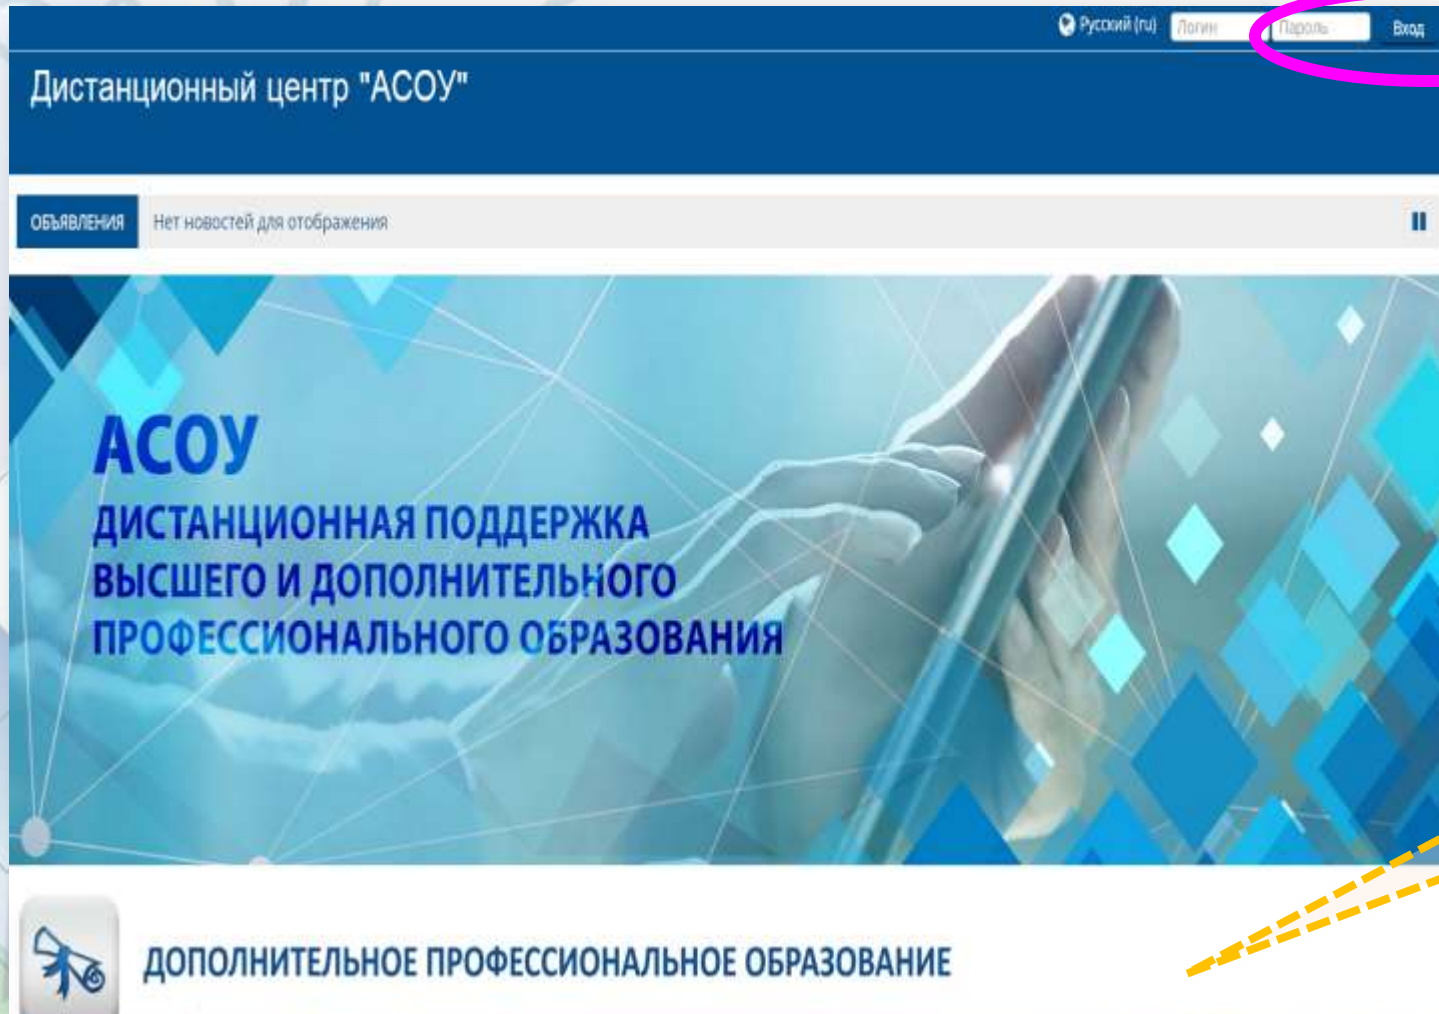 Русский (ru) Логин Пароль Вход
Дистанционный центр "АСОУ"
ОБЪЯВЛЕНИЯ Нет новостей для отображения
АСОУ
ДИСТАНЦИОННАЯ ПОДДЕРЖКА
ВЫСШЕГО И ДОПОЛНИТЕЛЬНОГО
ПРОФЕССИОНАЛЬНОГО ОБРАЗОВАНИЯ
ДОПОЛНИТЕЛЬНОЕ ПРОФЕССИОНАЛЬНОЕ ОБРАЗОВАНИЕ